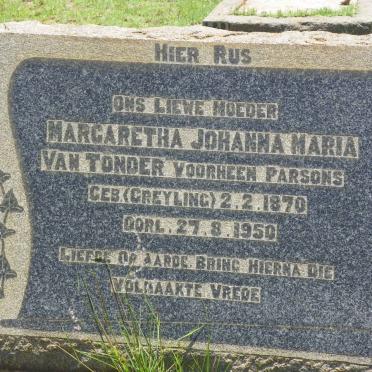 HIER RUS
ONS LIEWE MOEDER
MARGARETHA JOHANNA MARIA
VAN TONDER VOORHEEN PARSONS
GEB. (GREYLING) 2.2.1870
OORL. 27.8.1950
LIEFDE OP AARDE BRING HIERNA DIE
VOLMAAKTE VREDE